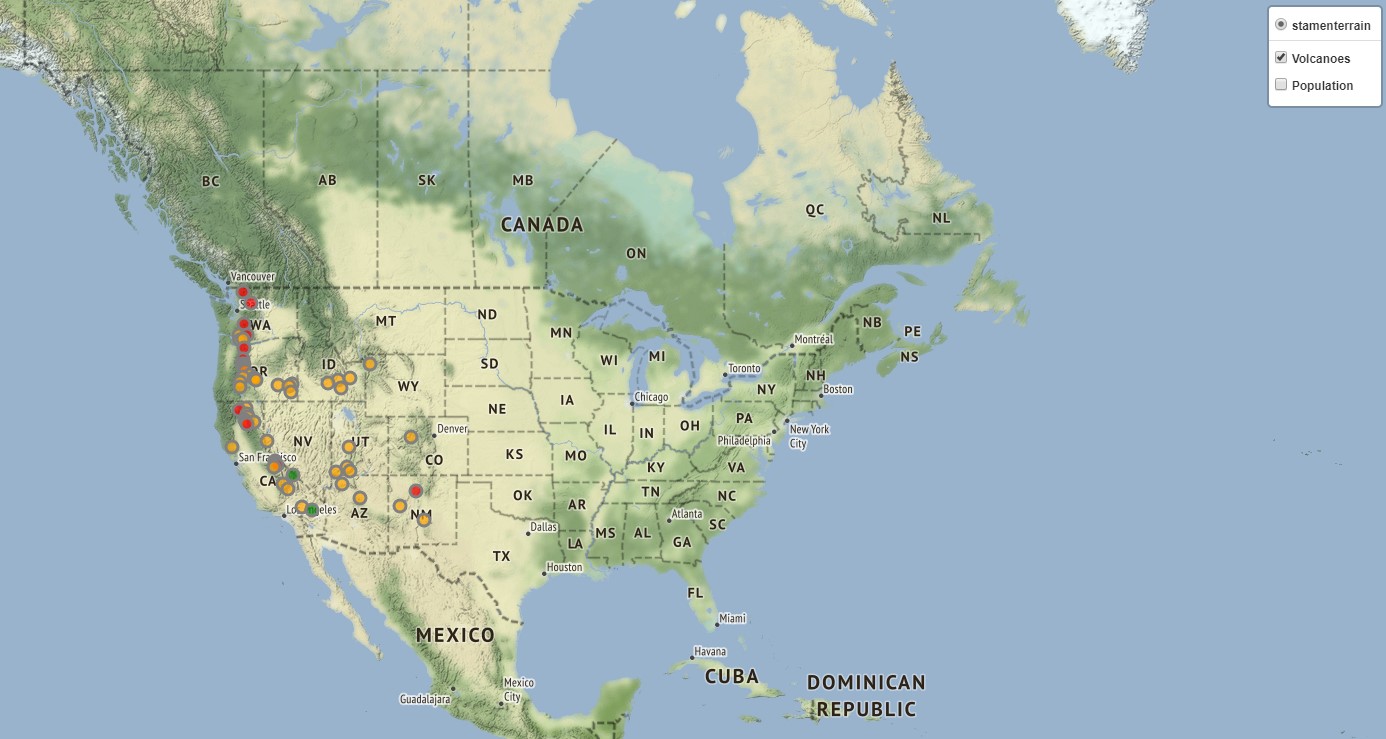 stamenterrain
Volcanoes
Population
BC
AB
SK
MB
QC
NL
CANADA
ON
Vancouver
Seattle
WA
MT
ND
MN
NB
PE
NS
Montréal
OR
ID
SD
WI
MI
Toronto
NH
WY
NY
Boston
NE
IA
Chicago
PA
New York
City
Philadelphia
IL
IN
OH
Denver
NV
UT
CO
KS
MO
KY
VA
San Francisco
CA
OK
TN
NC
AR
Los Angeles
AZ
NM
Atlanta
SC
Dallas
MS
AL
GA
LA
TX
Houston
FL
Miami
MEXICO
Havana
CUBA
DOMINICAN
REPUBLIC
Mexico
City
Guadalajara